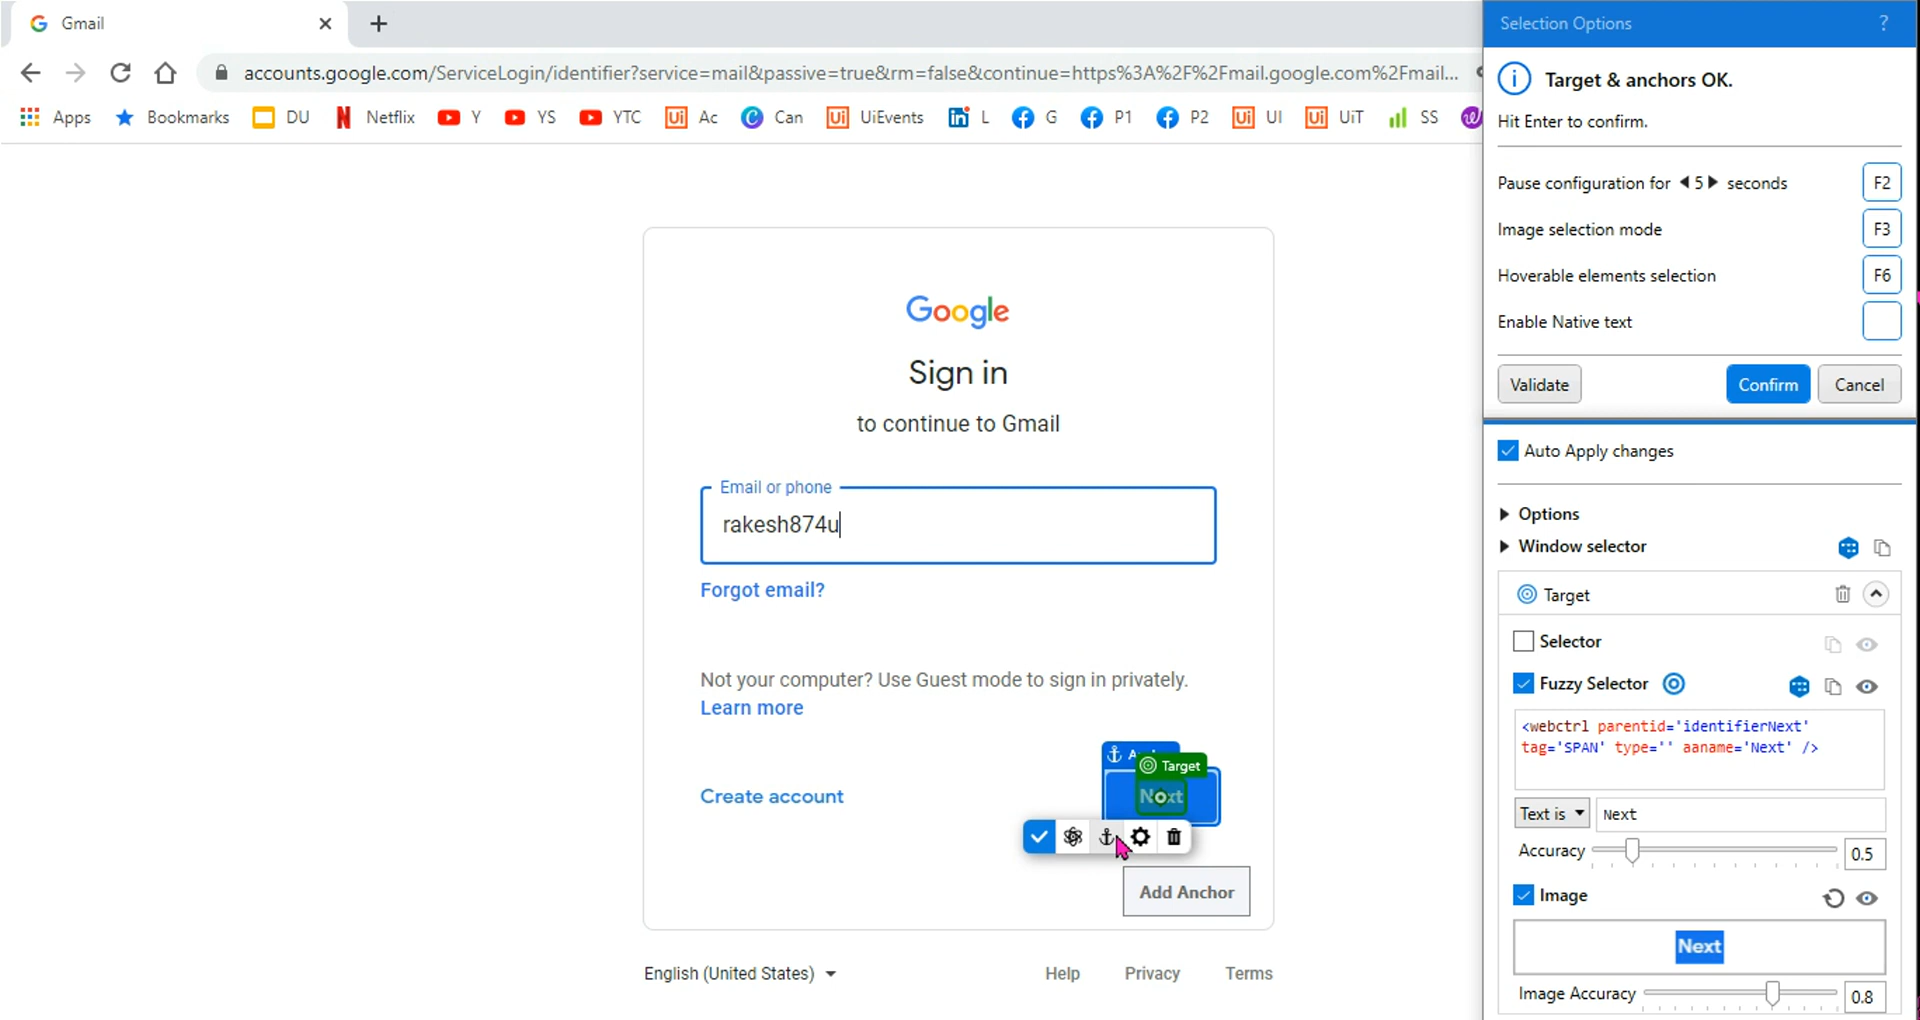 Gmail
accounts.google.com/ServiceLogin/identifier?service=mail&passive=true&rm=false&continue=https%3A%2F%2Fmail.google.com%2Fmail...
Apps Bookmarks DU Netflix Y YS YTC Ac Can UiEvents L G P1 P2 UI UiT SS
Google
Sign in
to continue to Gmail
Email or phone
rakesh874u
Forgot email?
Not your computer? Use Guest mode to sign in privately.
Learn more
Target
Create account
Next
Add Anchor
English (United States) Help Privacy Terms
Selection Options ?
Target & anchors OK.
Hit Enter to confirm.
Pause configuration for 5 seconds F2
Image selection mode F3
Hoverable elements selection F6
Enable Native text
Validate Confirm Cancel
Auto Apply changes
Options
Window selector
Target
Selector
Fuzzy Selector
<webctrl parentid='identifierNext'
tag='SPAN' type='' aaname='Next' />
Text is Next
Accuracy 0.5
Image
Next
Image Accuracy 0.8